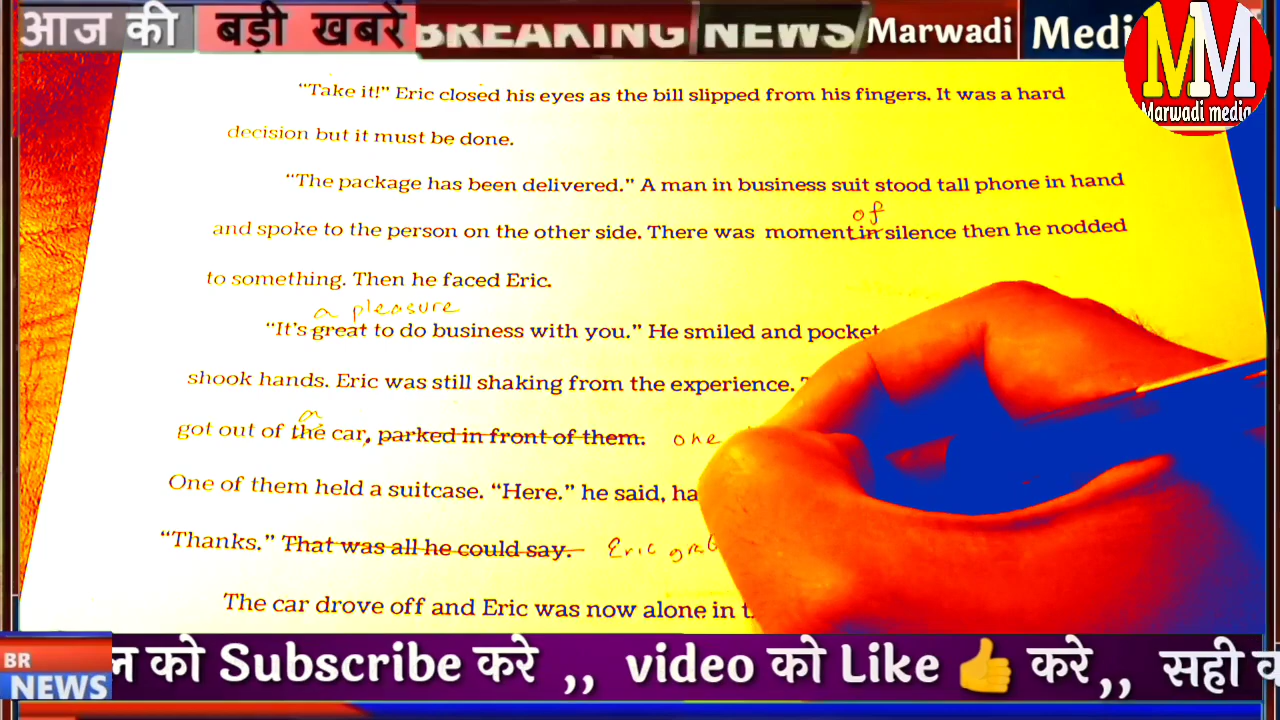 आज की बड़ी खबरें BREAKING NEWS Marwadi Medi
MM
Marwadi media
“Take it!” Eric closed his eyes as the bill slipped from his fingers. It was a hard
decision but it must be done.
“The package has been delivered.” A man in business suit stood tall phone in hand
of
and spoke to the person on the other side. There was moment in silence then he nodded
to something. Then he faced Eric.
a pleasure
“It's great to do business with you.” He smiled and
shook hands. Eric was still shaking from the experience.
a
got out of the car, parked in front of them. one
One of them held a suitcase. “Here.” he said,
“Thanks.” That was all he could say. Eric
The car drove off and Eric was now alone in
BR
NEWS
को Subscribe करे ,, video को Like 👍 करे,, सही